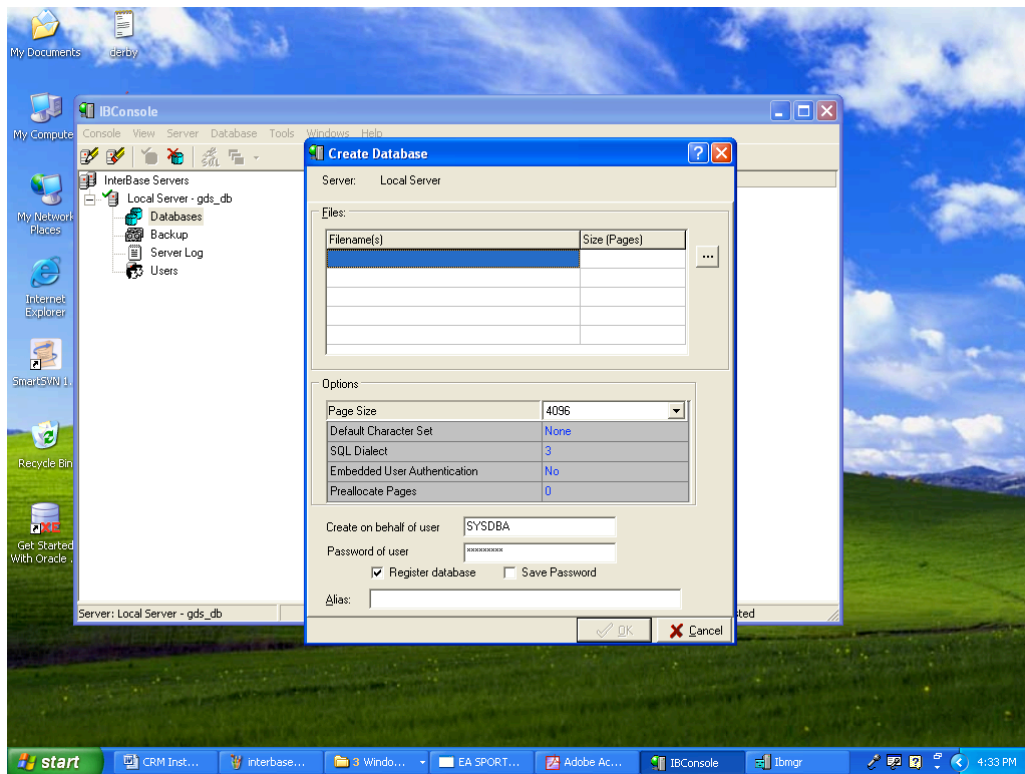 My Documents
derby
My Compute
My Network
Places
Internet
Explorer
SmartSVN 1.
Recycle Bin
Get Started
With Oracle .
IBConsole
Console View Server Database Tools Windows Help
InterBase Servers
Local Server - gds_db
Databases
Backup
Server Log
Users
Server: Local Server - gds_db
Create Database
Server: Local Server
Files:
Filename(s) Size (Pages)
...
Options
Page Size 4096
Default Character Set None
SQL Dialect 3
Embedded User Authentication No
Preallocate Pages 0
Create on behalf of user SYSDBA
Password of user xxxxxxxxx
Register database Save Password
Alias:
OK Cancel
start CRM Inst... interbase... 3 Windo... EA SPORT... Adobe Ac... IBConsole Ibmgr 4:33 PM